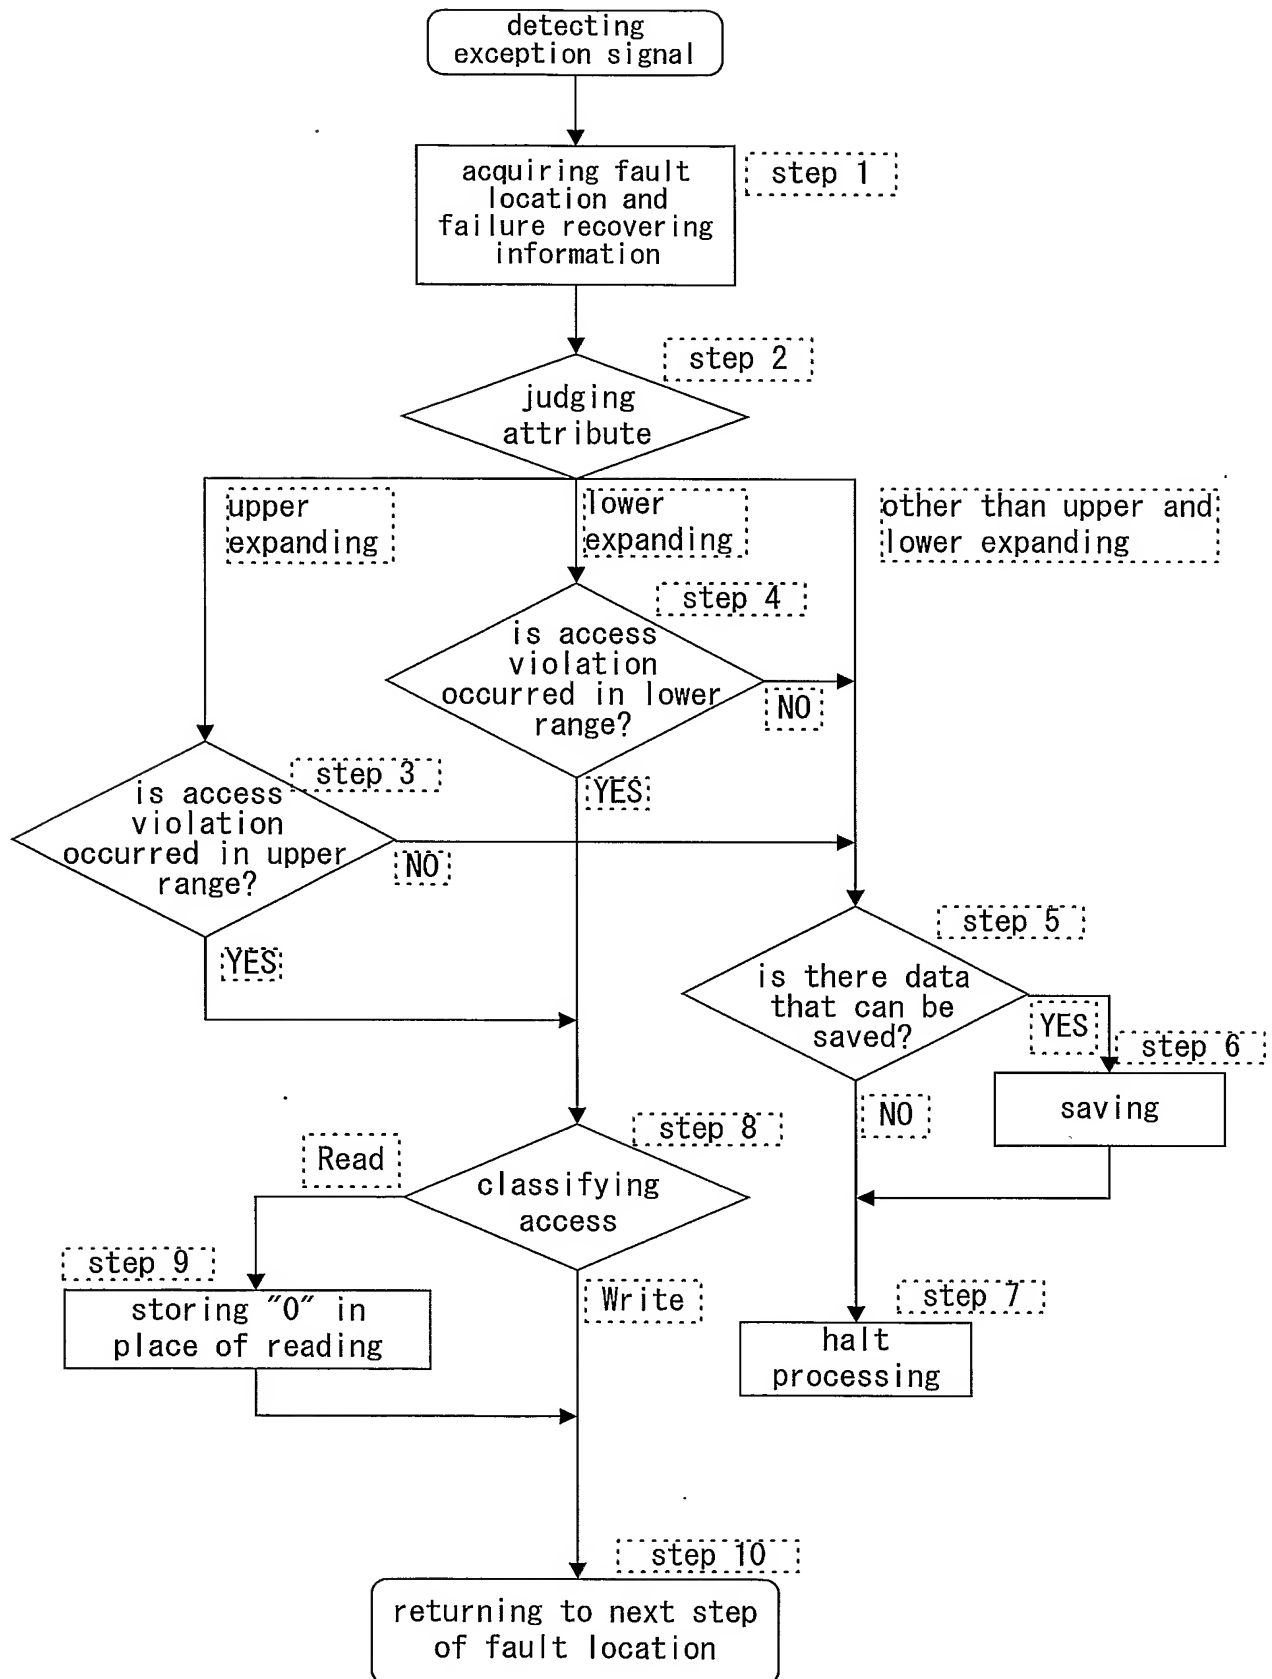 detecting
exception signal
acquiring fault
location and
failure recovering
information
step 1
step 2
judging
attribute
upper
expanding
lower
expanding
other than upper and
lower expanding
step 4
is access
violation
occurred in lower
range?
NO
YES
step 3
is access
violation
occurred in upper
range?
NO
YES
step 5
is there data
that can be
saved?
YES
step 6
saving
NO
step 8
Read
classifying
access
step 9
storing "0" in
place of reading
Write
step 7
halt
processing
step 10
returning to next step
of fault location